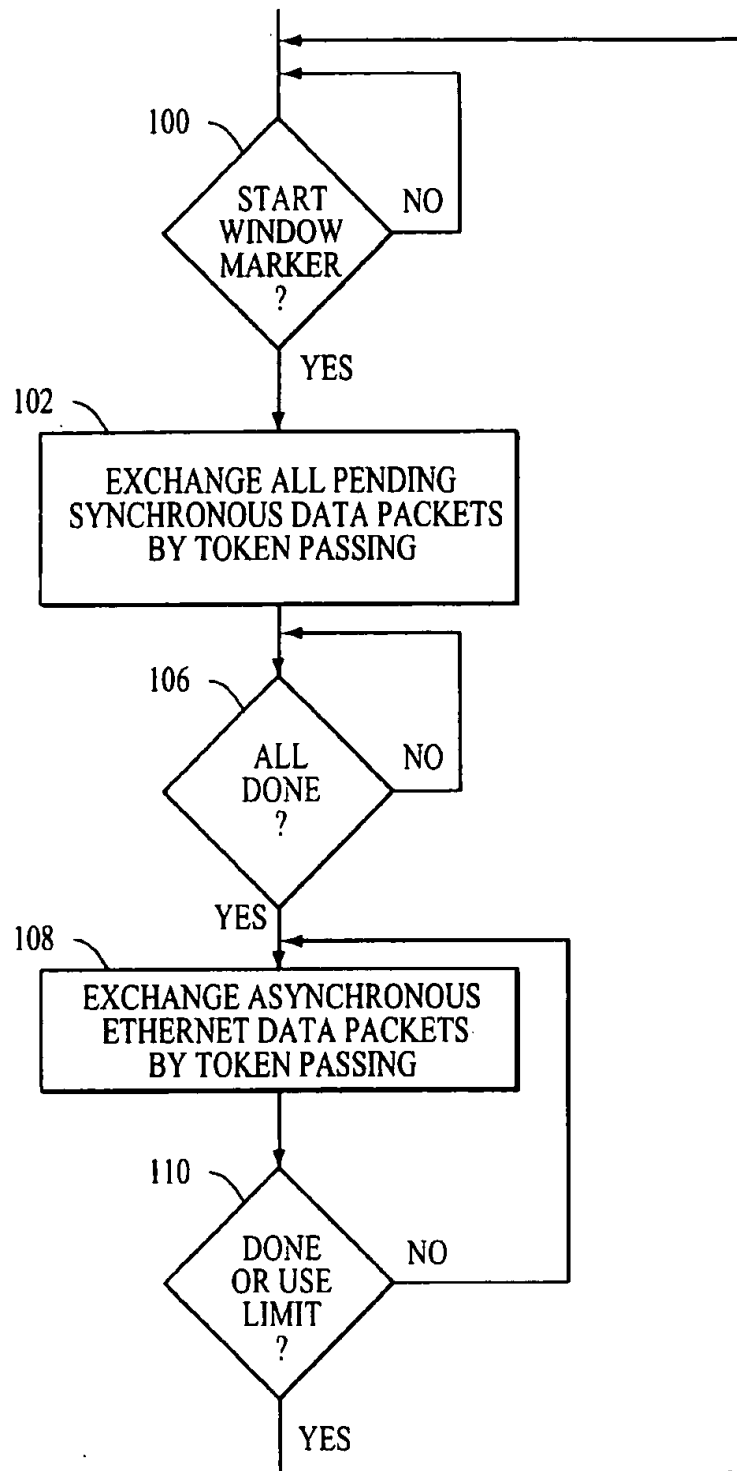 100
START
WINDOW
MARKER
?
NO
YES
102
EXCHANGE ALL PENDING
SYNCHRONOUS DATA PACKETS
BY TOKEN PASSING
106
ALL
DONE
?
NO
YES
108
EXCHANGE ASYNCHRONOUS
ETHERNET DATA PACKETS
BY TOKEN PASSING
110
DONE
OR USE
LIMIT
?
NO
YES